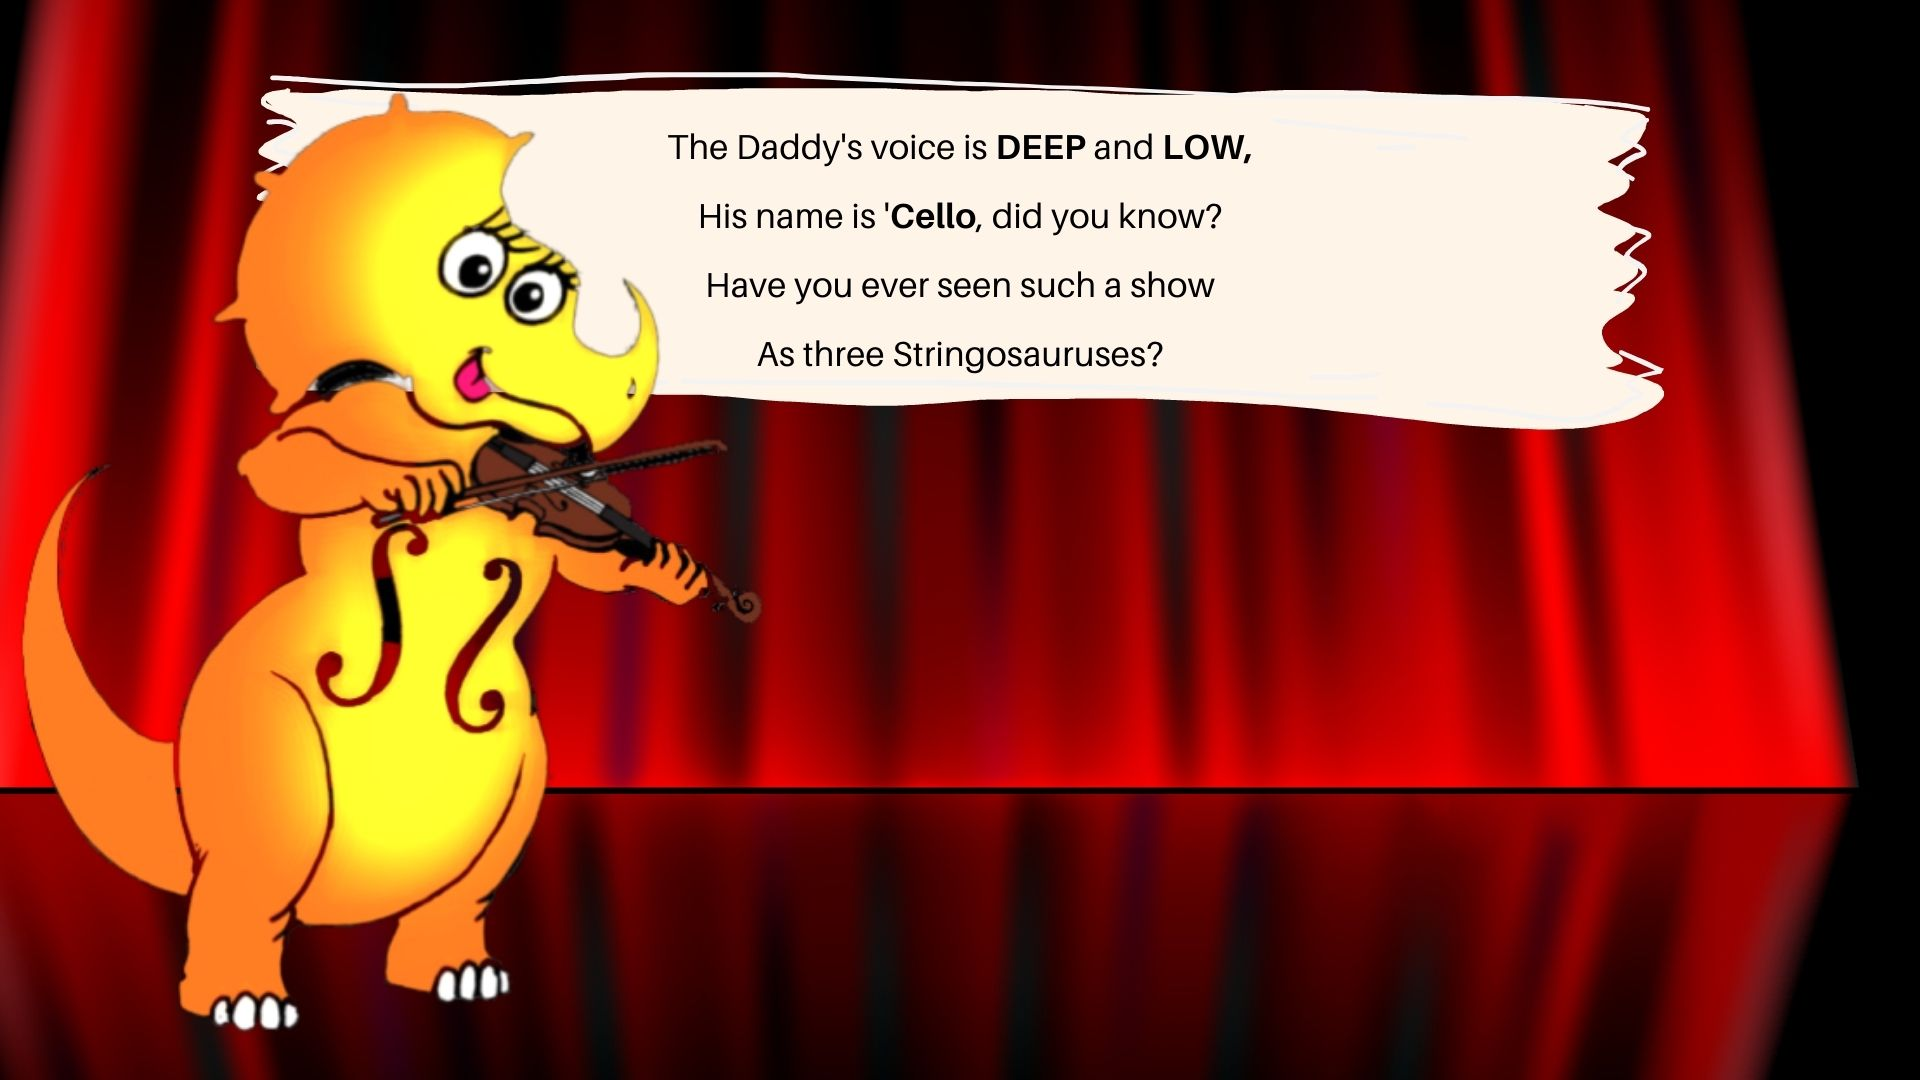 The Daddy's voice is DEEP and LOW,
His name is 'Cello, did you know?
Have you ever seen such a show
As three Stringosauruses?